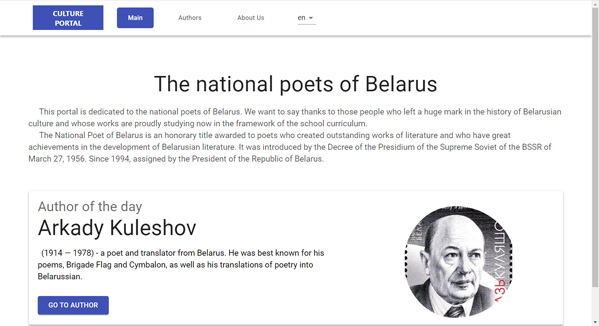 CULTURE
PORTAL
Main
Authors
About Us
en
The national poets of Belarus
This portal is dedicated to the national poets of Belarus. We want to say thanks to those people who left a huge mark in the history of Belarusian
culture and whose works are proudly studying now in the framework of the school curriculum.
The National Poet of Belarus is an honorary title awarded to poets who created outstanding works of literature and who have great
achievements in the development of Belarusian literature. It was introduced by the Decree of the Presidium of the Supreme Soviet of the BSSR of
March 27, 1956. Since 1994, assigned by the President of the Republic of Belarus.
Author of the day
Arkady Kuleshov
(1914 — 1978) - a poet and translator from Belarus. He was best known for his
poems, Brigade Flag and Cymbalon, as well as his translations of poetry into
Belarussian.
GO TO AUTHOR
КУЛЯШО